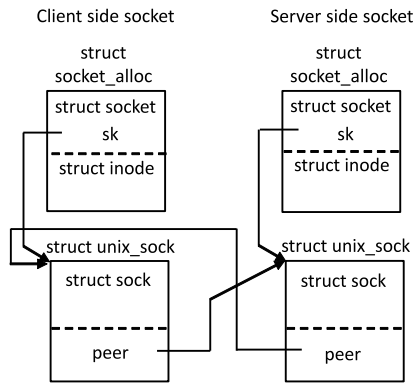 Client side socket
Server side socket
struct
socket_alloc
struct
socket_alloc
struct socket
sk
struct inode
struct socket
sk
struct inode
struct unix_sock
struct unix_sock
struct sock
peer
struct sock
peer